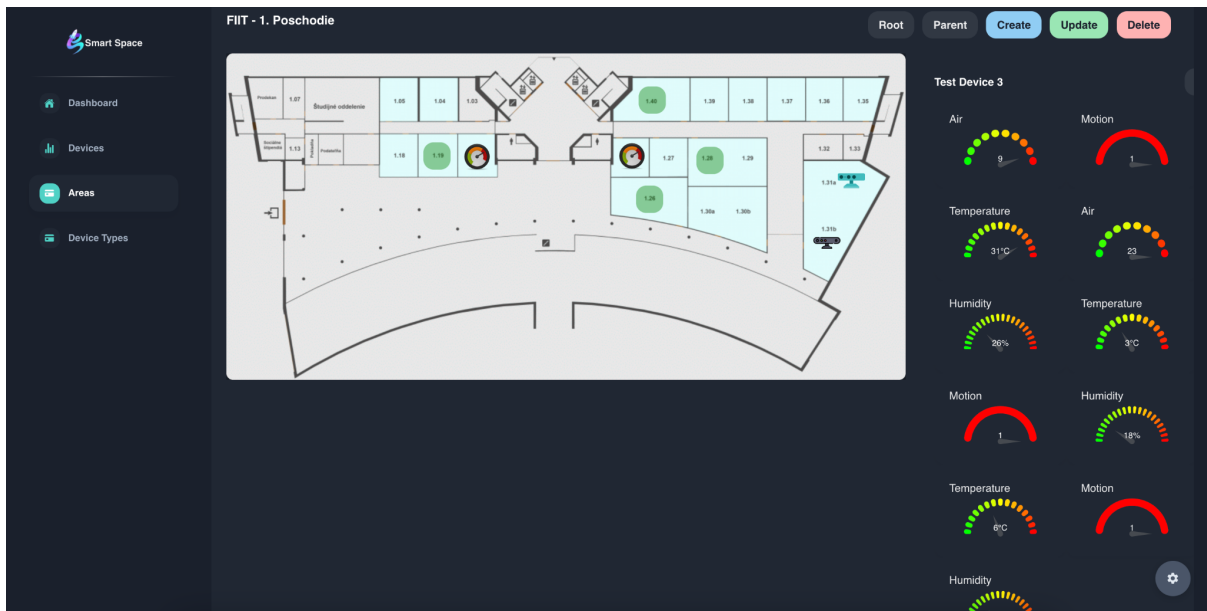 Smart Space
Dashboard
Devices
Areas
Device Types
FIIT - 1. Poschodie
Root
Parent
Create
Update
Delete
1.07
Študijné oddelenie
1.05
1.04
1.03
1.40
1.39
1.38
1.37
1.36
1.35
1.13
1.18
1.19
1.27
1.28
1.29
1.32
1.33
1.31a
1.26
1.30a
1.30b
1.31b
Test Device 3
Air
9
Motion
1
Temperature
31°C
Air
23
Humidity
26%
Temperature
3°C
Motion
1
Humidity
18%
Temperature
6°C
Motion
1
Humidity